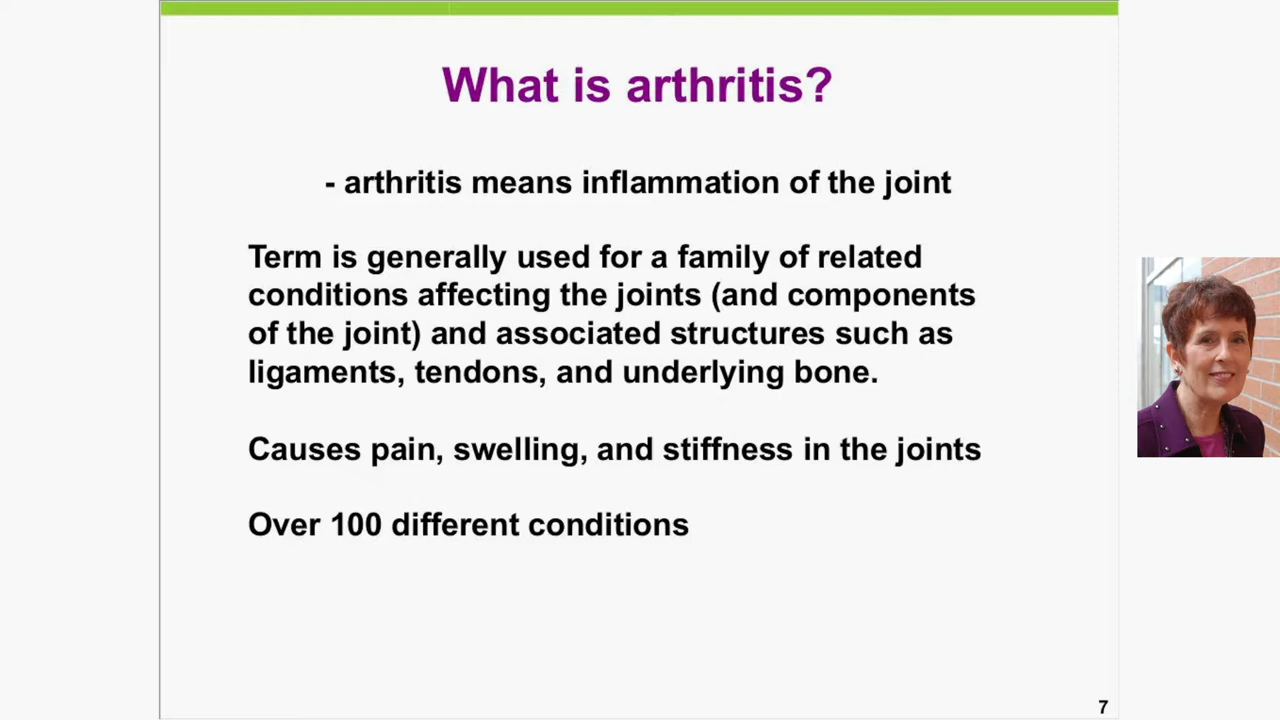 What is arthritis?
- arthritis means inflammation of the joint
Term is generally used for a family of related
conditions affecting the joints (and components
of the joint) and associated structures such as
ligaments, tendons, and underlying bone.
Causes pain, swelling, and stiffness in the joints
Over 100 different conditions
7